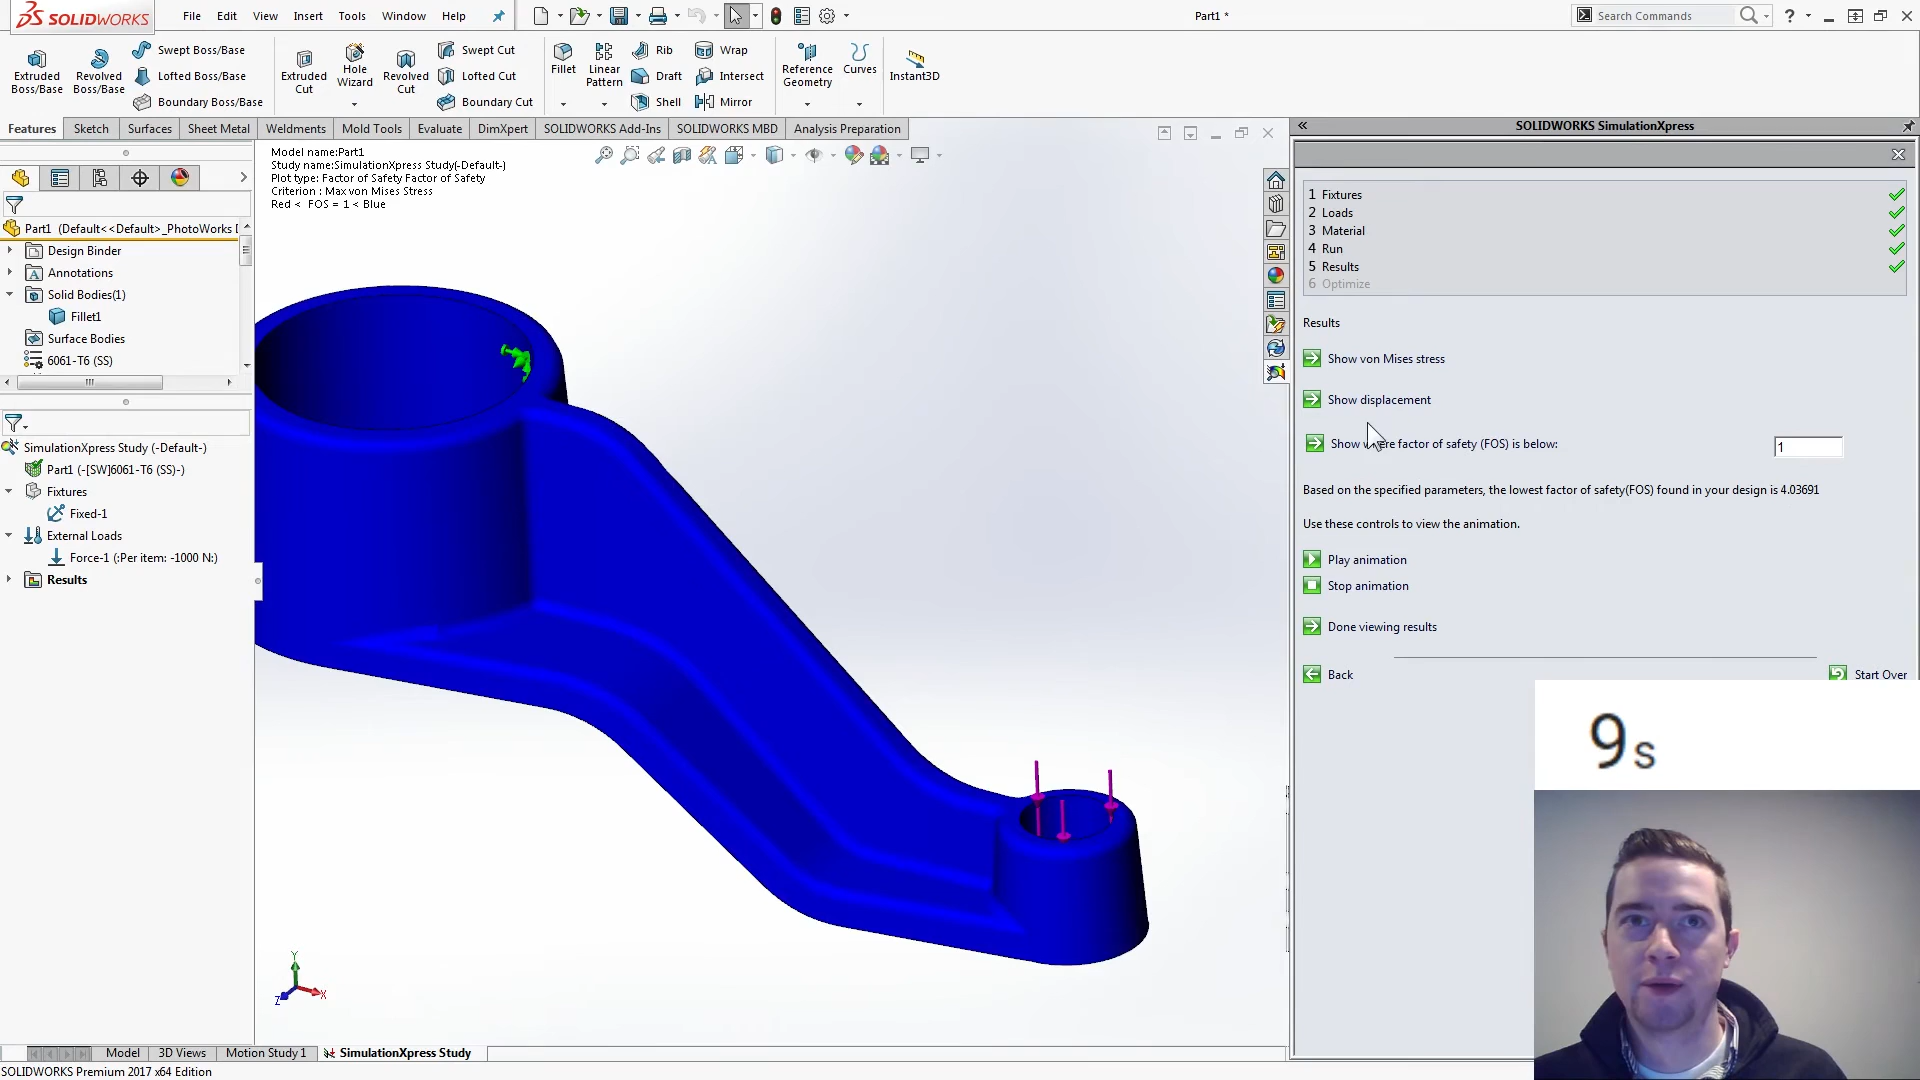 SOLIDWORKS
File Edit View Insert Tools Window Help
Part1 *
Search Commands
Extruded Boss/Base
Revolved Boss/Base
Swept Boss/Base
Lofted Boss/Base
Boundary Boss/Base
Extruded Cut
Hole Wizard
Revolved Cut
Swept Cut
Lofted Cut
Boundary Cut
Fillet
Linear Pattern
Rib
Draft
Shell
Wrap
Intersect
Mirror
Reference Geometry
Curves
Instant3D
Features Sketch Surfaces Sheet Metal Weldments Mold Tools Evaluate DimXpert SOLIDWORKS Add-Ins SOLIDWORKS MBD Analysis Preparation
Part1 (Default<<Default>_PhotoWorks D
Design Binder
Annotations
Solid Bodies(1)
Fillet1
Surface Bodies
6061-T6 (SS)
SimulationXpress Study (-Default-)
Part1 (-[SW]6061-T6 (SS)-)
Fixtures
Fixed-1
External Loads
Force-1 (:Per item: -1000 N:)
Results
Model name:Part1
Study name:SimulationXpress Study(-Default-)
Plot type: Factor of Safety Factor of Safety
Criterion : Max von Mises Stress
Red < FOS = 1 < Blue
Y
X
Z
SOLIDWORKS SimulationXpress
1 Fixtures
2 Loads
3 Material
4 Run
5 Results
6 Optimize
Results
Show von Mises stress
Show displacement
Show where factor of safety (FOS) is below:
1
Based on the specified parameters, the lowest factor of safety(FOS) found in your design is 4.03691
Use these controls to view the animation.
Play animation
Stop animation
Done viewing results
Back
Start Over
9s
Model 3D Views Motion Study 1 SimulationXpress Study
SOLIDWORKS Premium 2017 x64 Edition